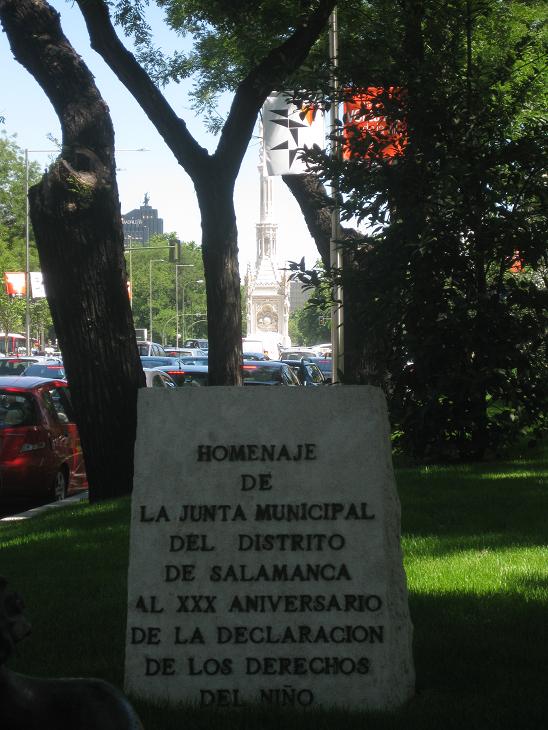 HOMENAJE
DE
LA JUNTA MUNICIPAL
DEL DISTRITO
DE SALAMANCA
AL XXX ANIVERSARIO
DE LA DECLARACION
DE LOS DERECHOS
DEL NIÑO